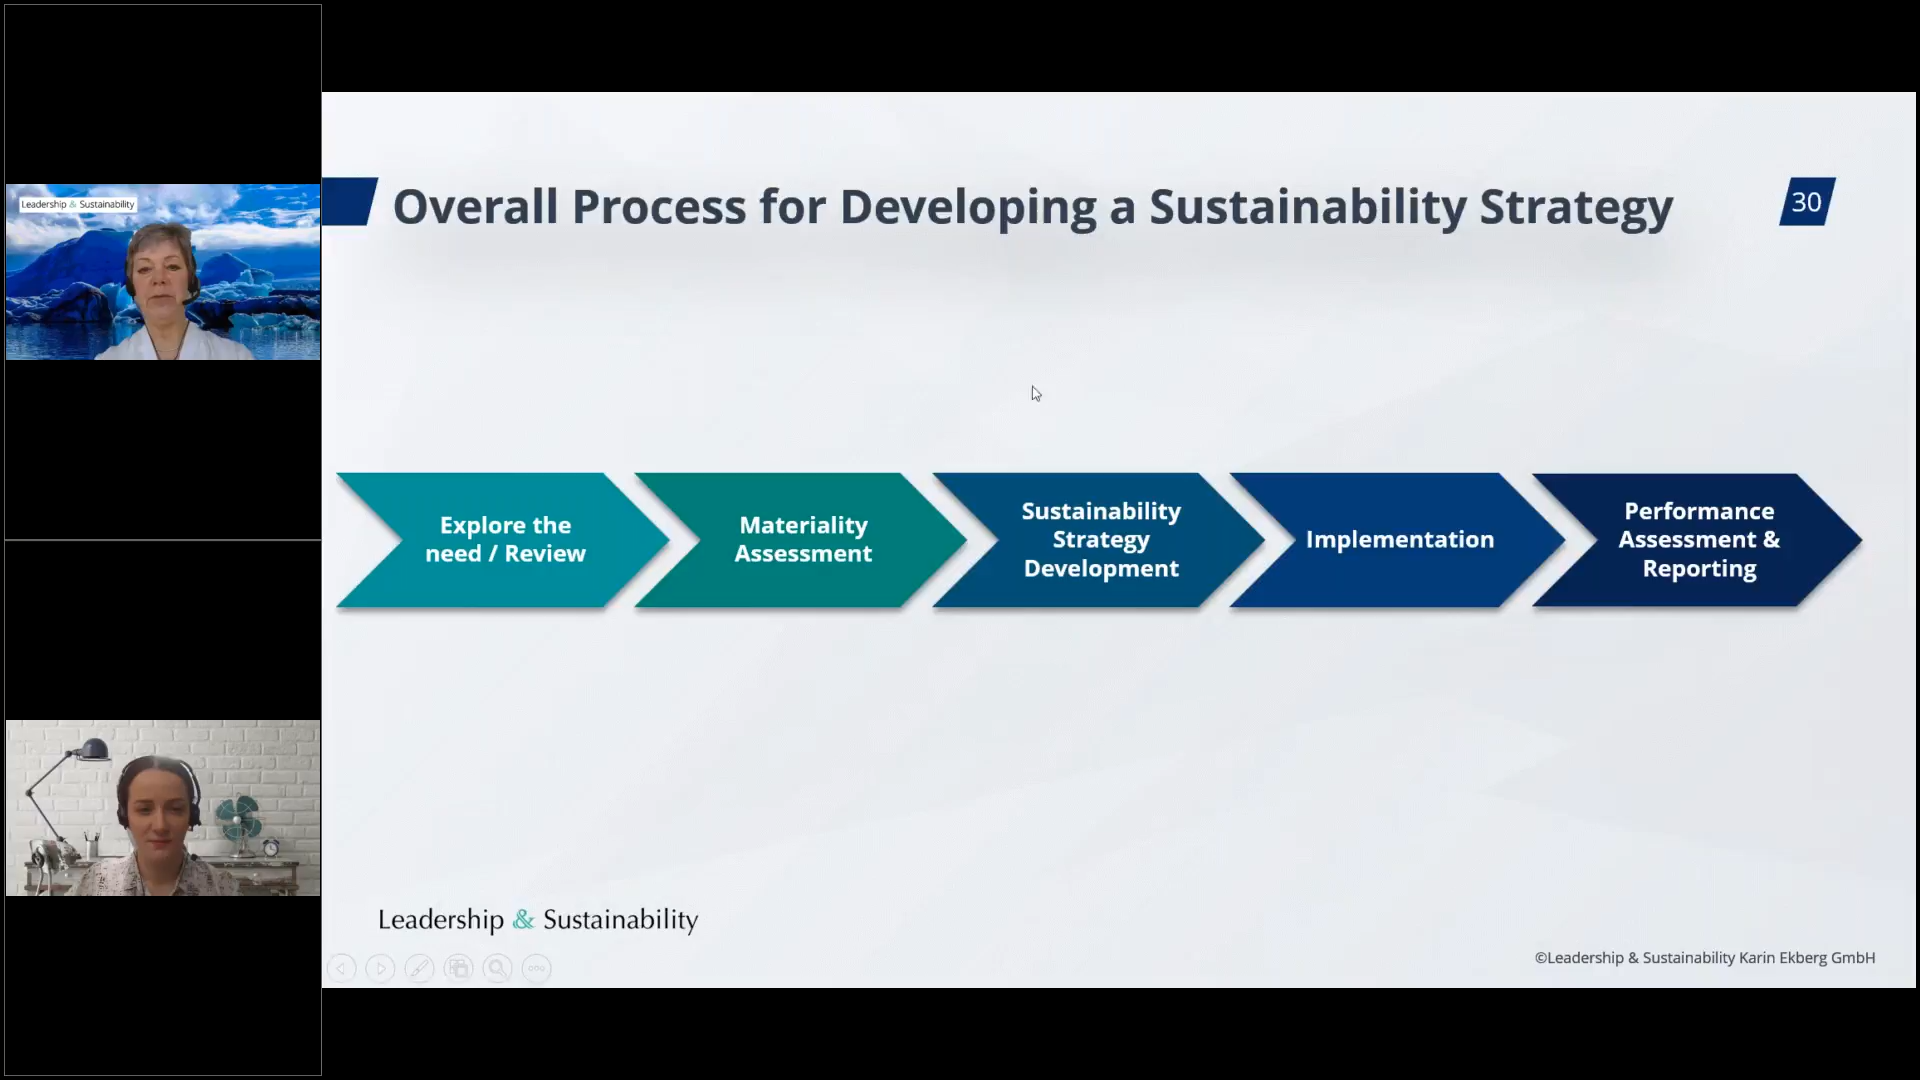 Leadership & Sustainability
Overall Process for Developing a Sustainability Strategy
30
Explore the
need / Review
Materiality
Assessment
Sustainability
Strategy
Development
Implementation
Performance
Assessment &
Reporting
Leadership & Sustainability
©Leadership & Sustainability Karin Ekberg GmbH